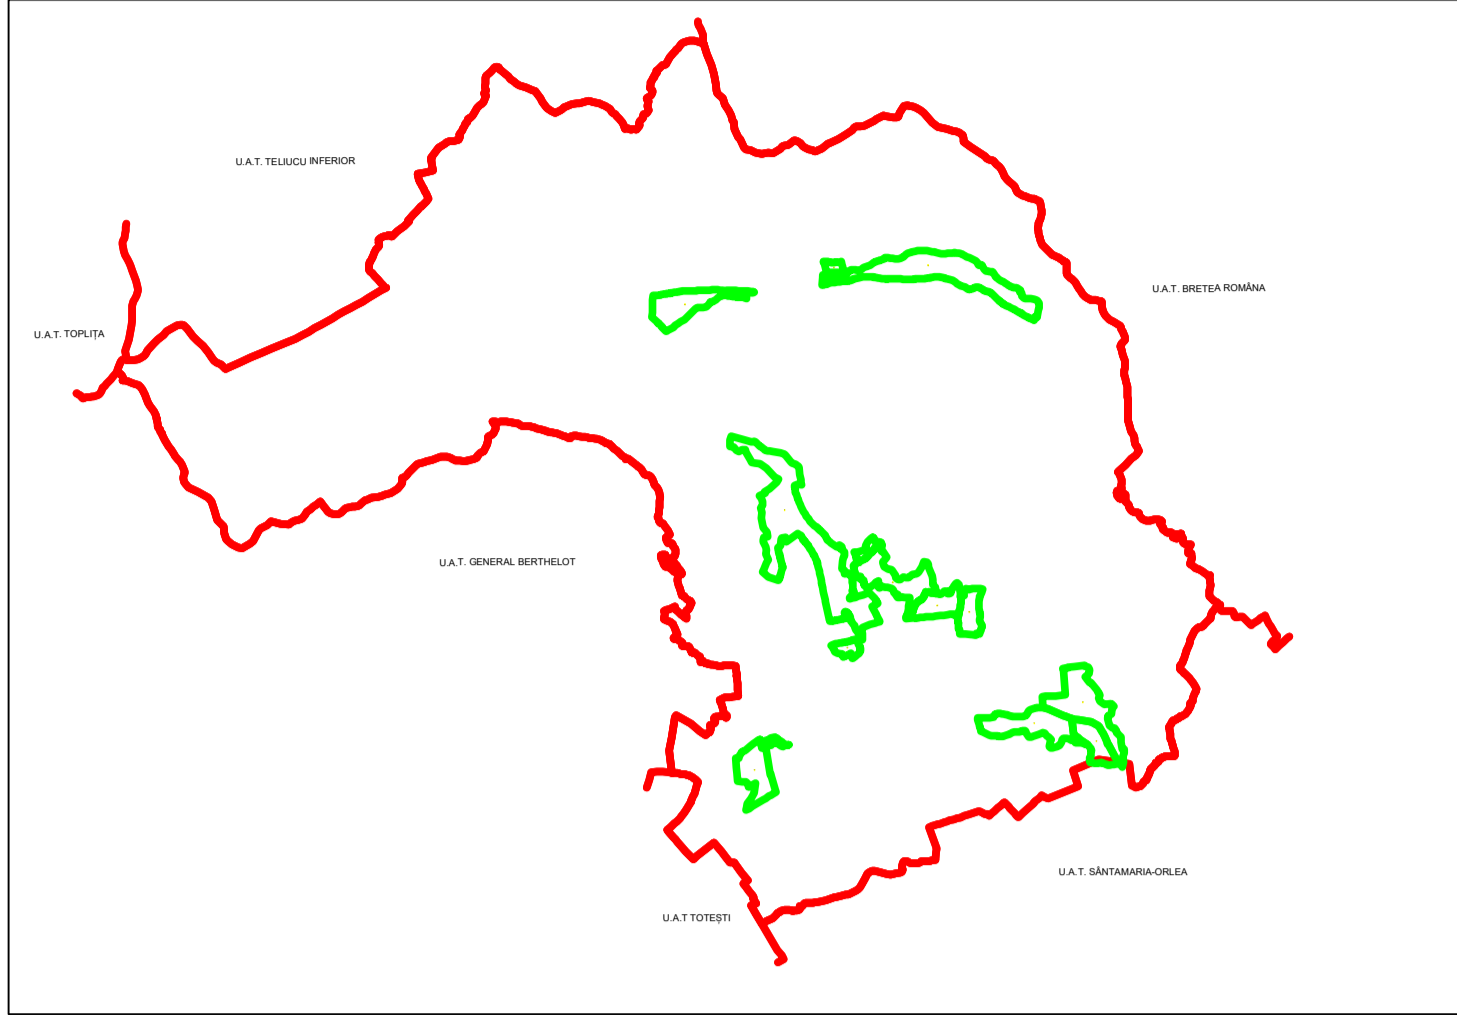 U.A.T. TELIUCU INFERIOR
U.A.T. BRETEA ROMÂNA
U.A.T. TOPLIȚA
U.A.T. GENERAL BERTHELOT
U.A.T. SÂNTAMARIA-ORLEA
U.A.T TOTEȘTI